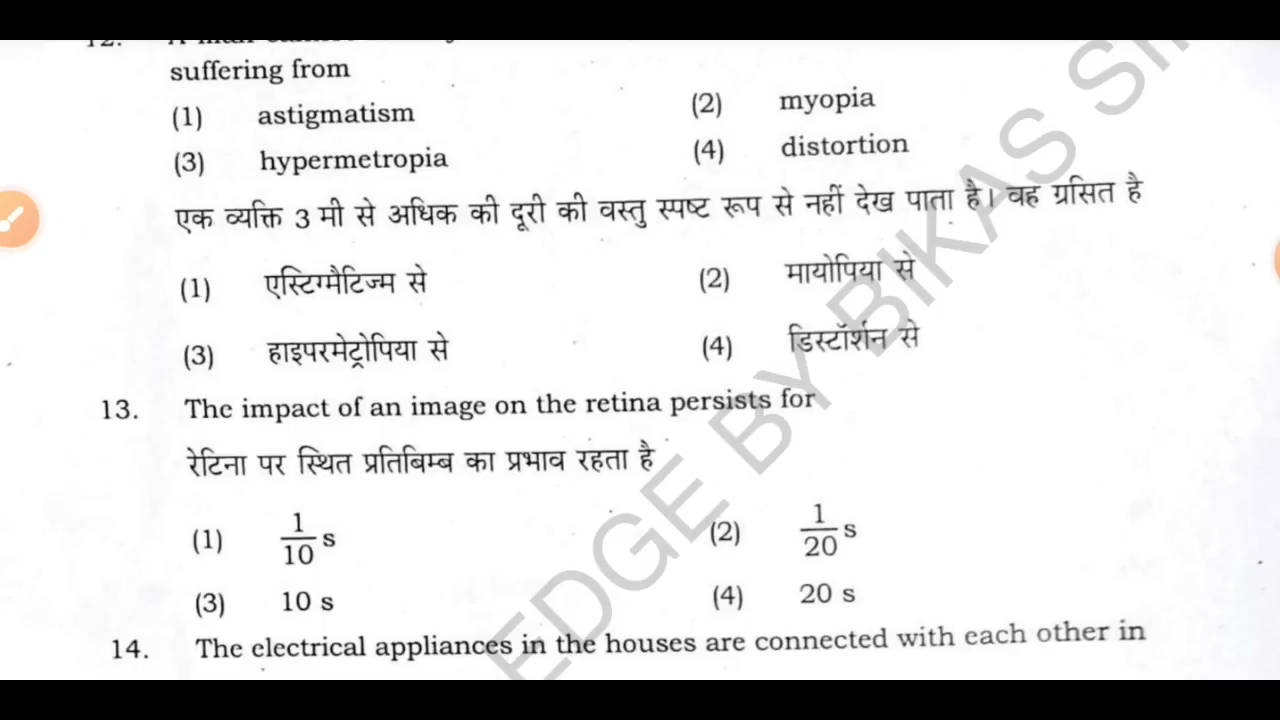 12.
suffering from
(1) astigmatism (2) myopia
(3) hypermetropia (4) distortion
एक व्यक्ति 3 मी से अधिक की दूरी की वस्तु स्पष्ट रूप से नहीं देख पाता है। वह ग्रसित है
(1) एस्टिग्मैटिज्म से (2) मायोपिया से
(3) हाइपरमेट्रोपिया से (4) डिस्टॉर्शन से
13. The impact of an image on the retina persists for
रेटिना पर स्थित प्रतिबिम्ब का प्रभाव रहता है
(1) 1/10 s (2) 1/20 s
(3) 10 s (4) 20 s
14. The electrical appliances in the houses are connected with each other in
EDGE BY BIKAS